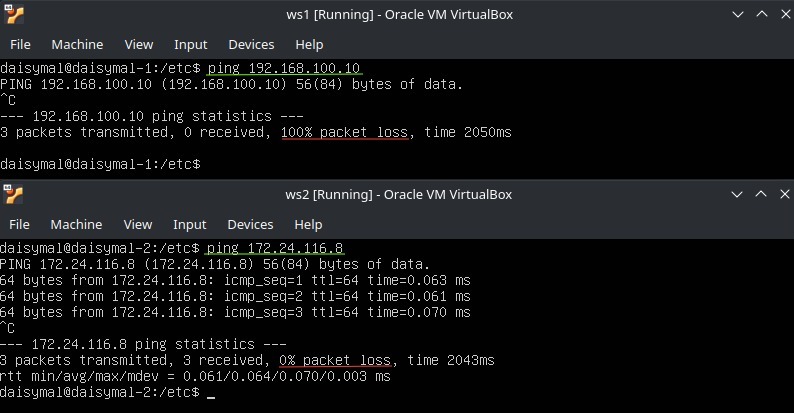 ws1 [Running] - Oracle VM VirtualBox
File Machine View Input Devices Help
daisymal@daisymal-1:/etc$ ping 192.168.100.10
PING 192.168.100.10 (192.168.100.10) 56(84) bytes of data.
^C
--- 192.168.100.10 ping statistics ---
3 packets transmitted, 0 received, 100% packet loss, time 2050ms
daisymal@daisymal-1:/etc$
ws2 [Running] - Oracle VM VirtualBox
File Machine View Input Devices Help
daisymal@daisymal-2:/etc$ ping 172.24.116.8
PING 172.24.116.8 (172.24.116.8) 56(84) bytes of data.
64 bytes from 172.24.116.8: icmp_seq=1 ttl=64 time=0.063 ms
64 bytes from 172.24.116.8: icmp_seq=2 ttl=64 time=0.061 ms
64 bytes from 172.24.116.8: icmp_seq=3 ttl=64 time=0.070 ms
^C
--- 172.24.116.8 ping statistics ---
3 packets transmitted, 3 received, 0% packet loss, time 2043ms
rtt min/avg/max/mdev = 0.061/0.064/0.070/0.003 ms
daisymal@daisymal-2:/etc$ _